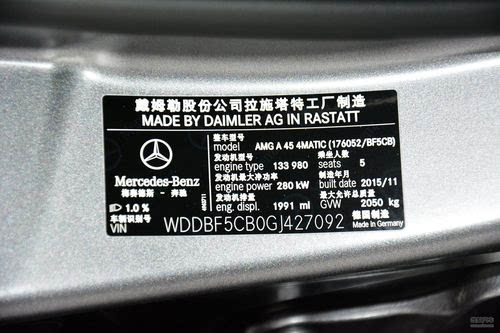 戴姆勒股份公司拉施塔特工厂制造
MADE BY DAIMLER AG IN RASTATT
整车型号
model AMG A 45 4MATIC (176052/BF5CB)
发动机型号 乘坐人数
engine type 133 980 seats 5
发动机最大净功率 制造年月
engine power 280 kW built date 2015/11
发动机排量 最大允许总质量
eng. displ. 1991 ml GVW 2050 kg
Mercedes-Benz
梅赛德斯－奔驰
1.0 %
车辆识别代号 德国制造
VIN WDDBF5CB0GJ427092 Made in Germany